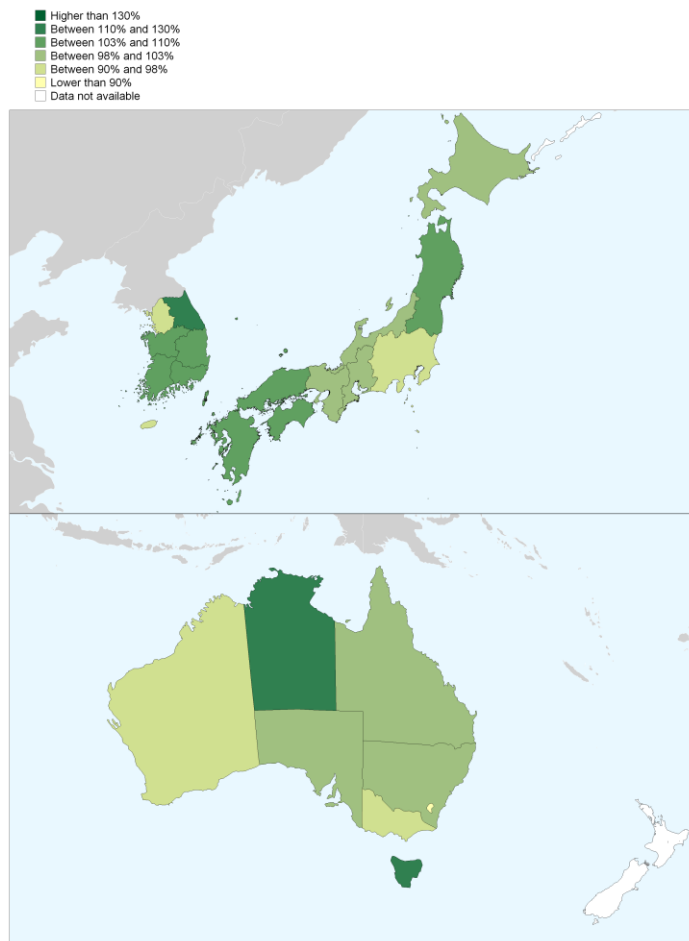 Higher than 130%
Between 110% and 130%
Between 103% and 110%
Between 98% and 103%
Between 90% and 98%
Lower than 90%
Data not available